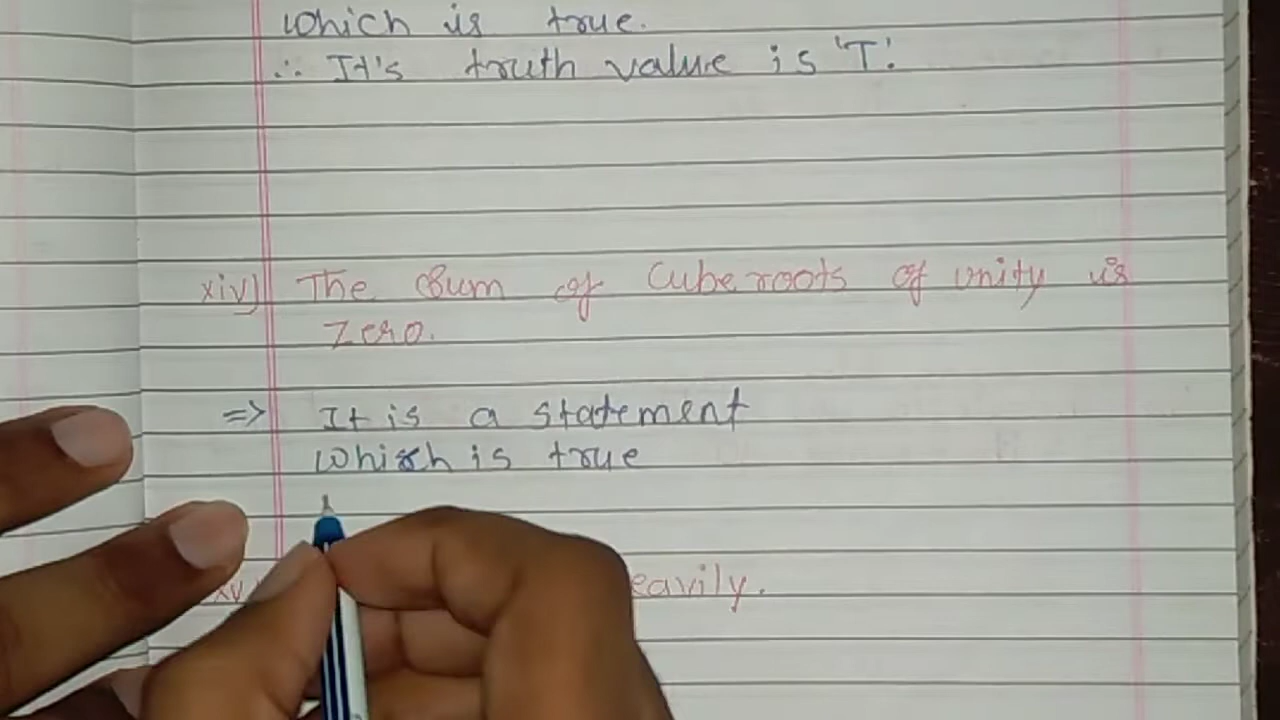 which is true.
∴ It's truth value is 'T'.
xiv) The sum of Cube roots of unity is
zero.
=> It is a statement
which is true
xv
eavily.